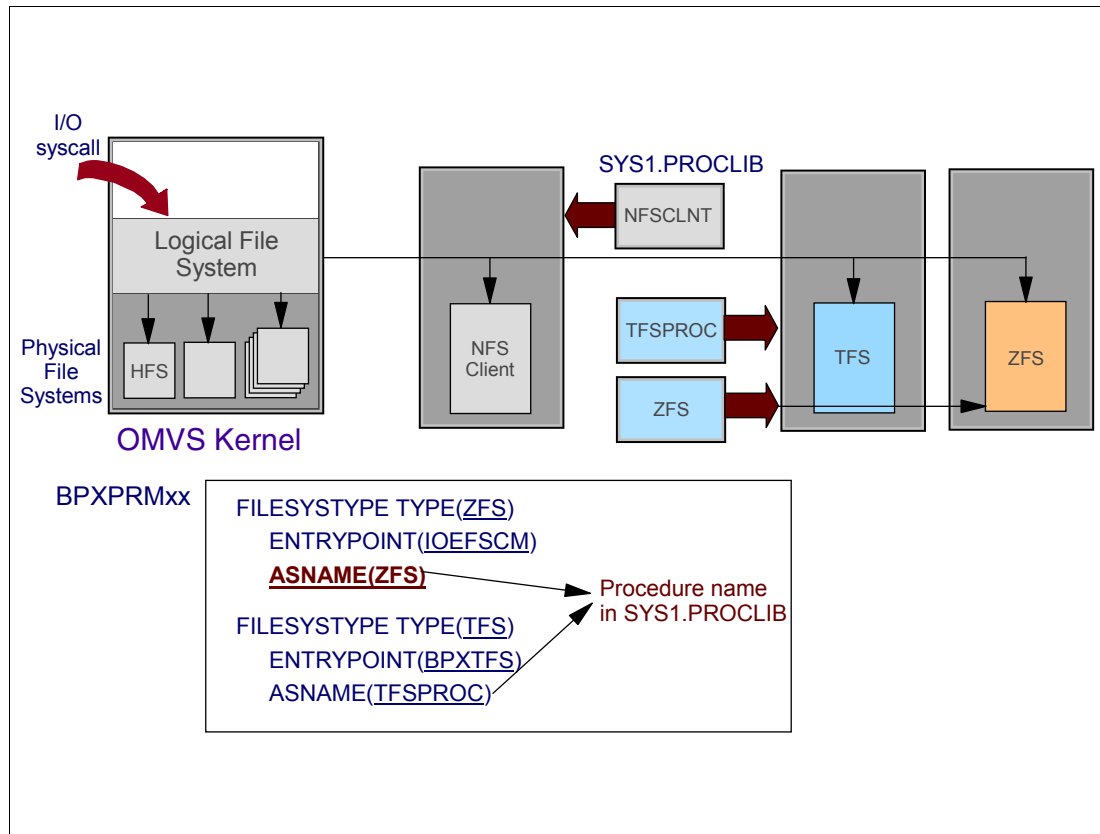 I/O
syscall
Logical File
System
Physical
File
Systems
HFS
OMVS Kernel
NFS
Client
SYS1.PROCLIB
NFSCLNT
TFSPROC
ZFS
TFS
ZFS
BPXPRMxx
FILESYSTYPE TYPE(ZFS)
ENTRYPOINT(IOEFSCM)
ASNAME(ZFS)
FILESYSTYPE TYPE(TFS)
ENTRYPOINT(BPXTFS)
ASNAME(TFSPROC)
Procedure name
in SYS1.PROCLIB